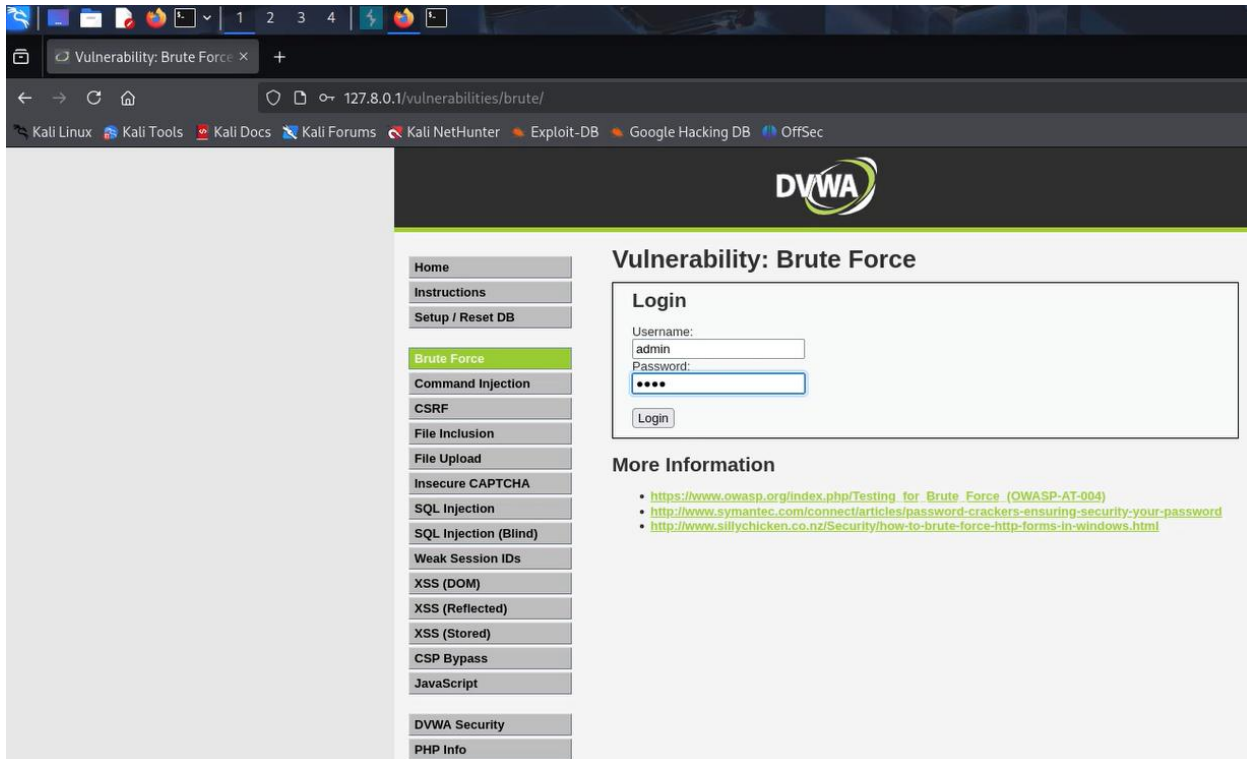 1 2 3 4
Vulnerability: Brute Force
127.8.0.1/vulnerabilities/brute/
Kali Linux Kali Tools Kali Docs Kali Forums Kali NetHunter Exploit-DB Google Hacking DB OffSec
DVWA
Home
Instructions
Setup / Reset DB
Brute Force
Command Injection
CSRF
File Inclusion
File Upload
Insecure CAPTCHA
SQL Injection
SQL Injection (Blind)
Weak Session IDs
XSS (DOM)
XSS (Reflected)
XSS (Stored)
CSP Bypass
JavaScript
DVWA Security
PHP Info
Vulnerability: Brute Force
Login
Username:
admin
Password:
••••
Login
More Information
• https://www.owasp.org/index.php/Testing_for_Brute_Force_(OWASP-AT-004)
• http://www.symantec.com/connect/articles/password-crackers-ensuring-security-your-password
• http://www.sillychicken.co.nz/Security/how-to-brute-force-http-forms-in-windows.html